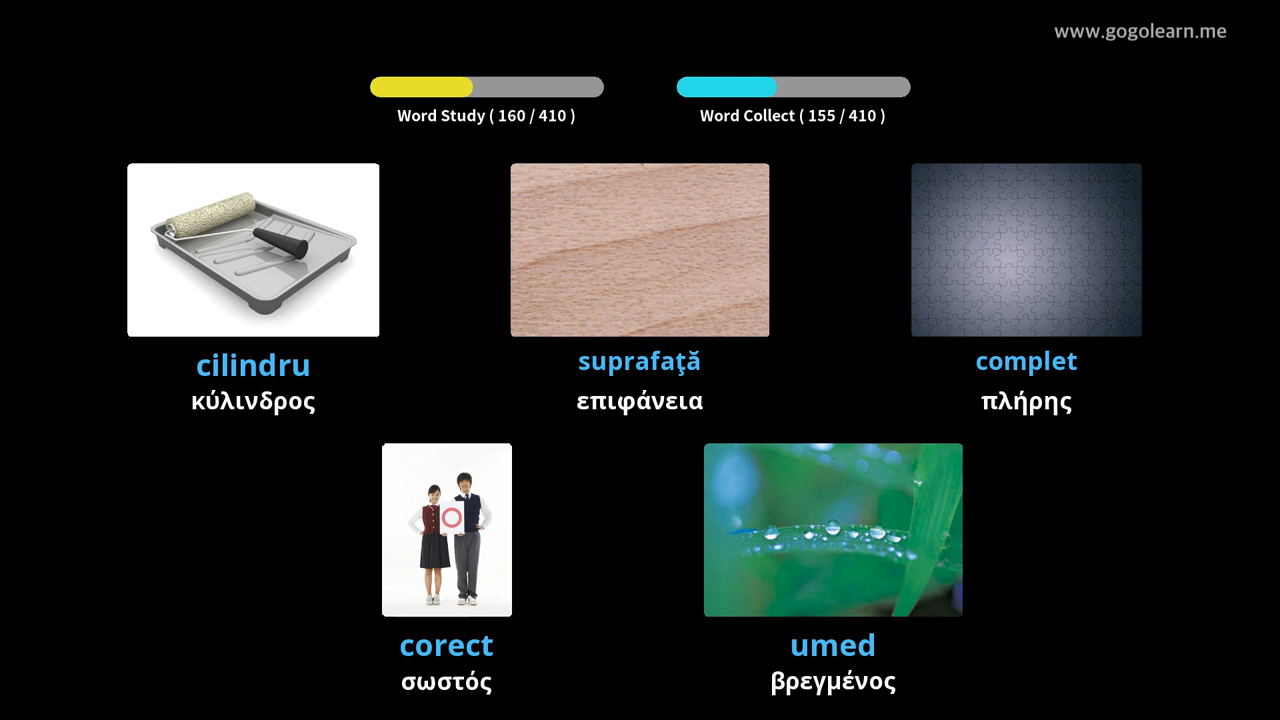 www.gogolearn.me
Word Study ( 160 / 410 )
Word Collect ( 155 / 410 )
cilindru
κύλινδρος
suprafaţă
επιφάνεια
complet
πλήρης
corect
σωστός
umed
βρεγμένος